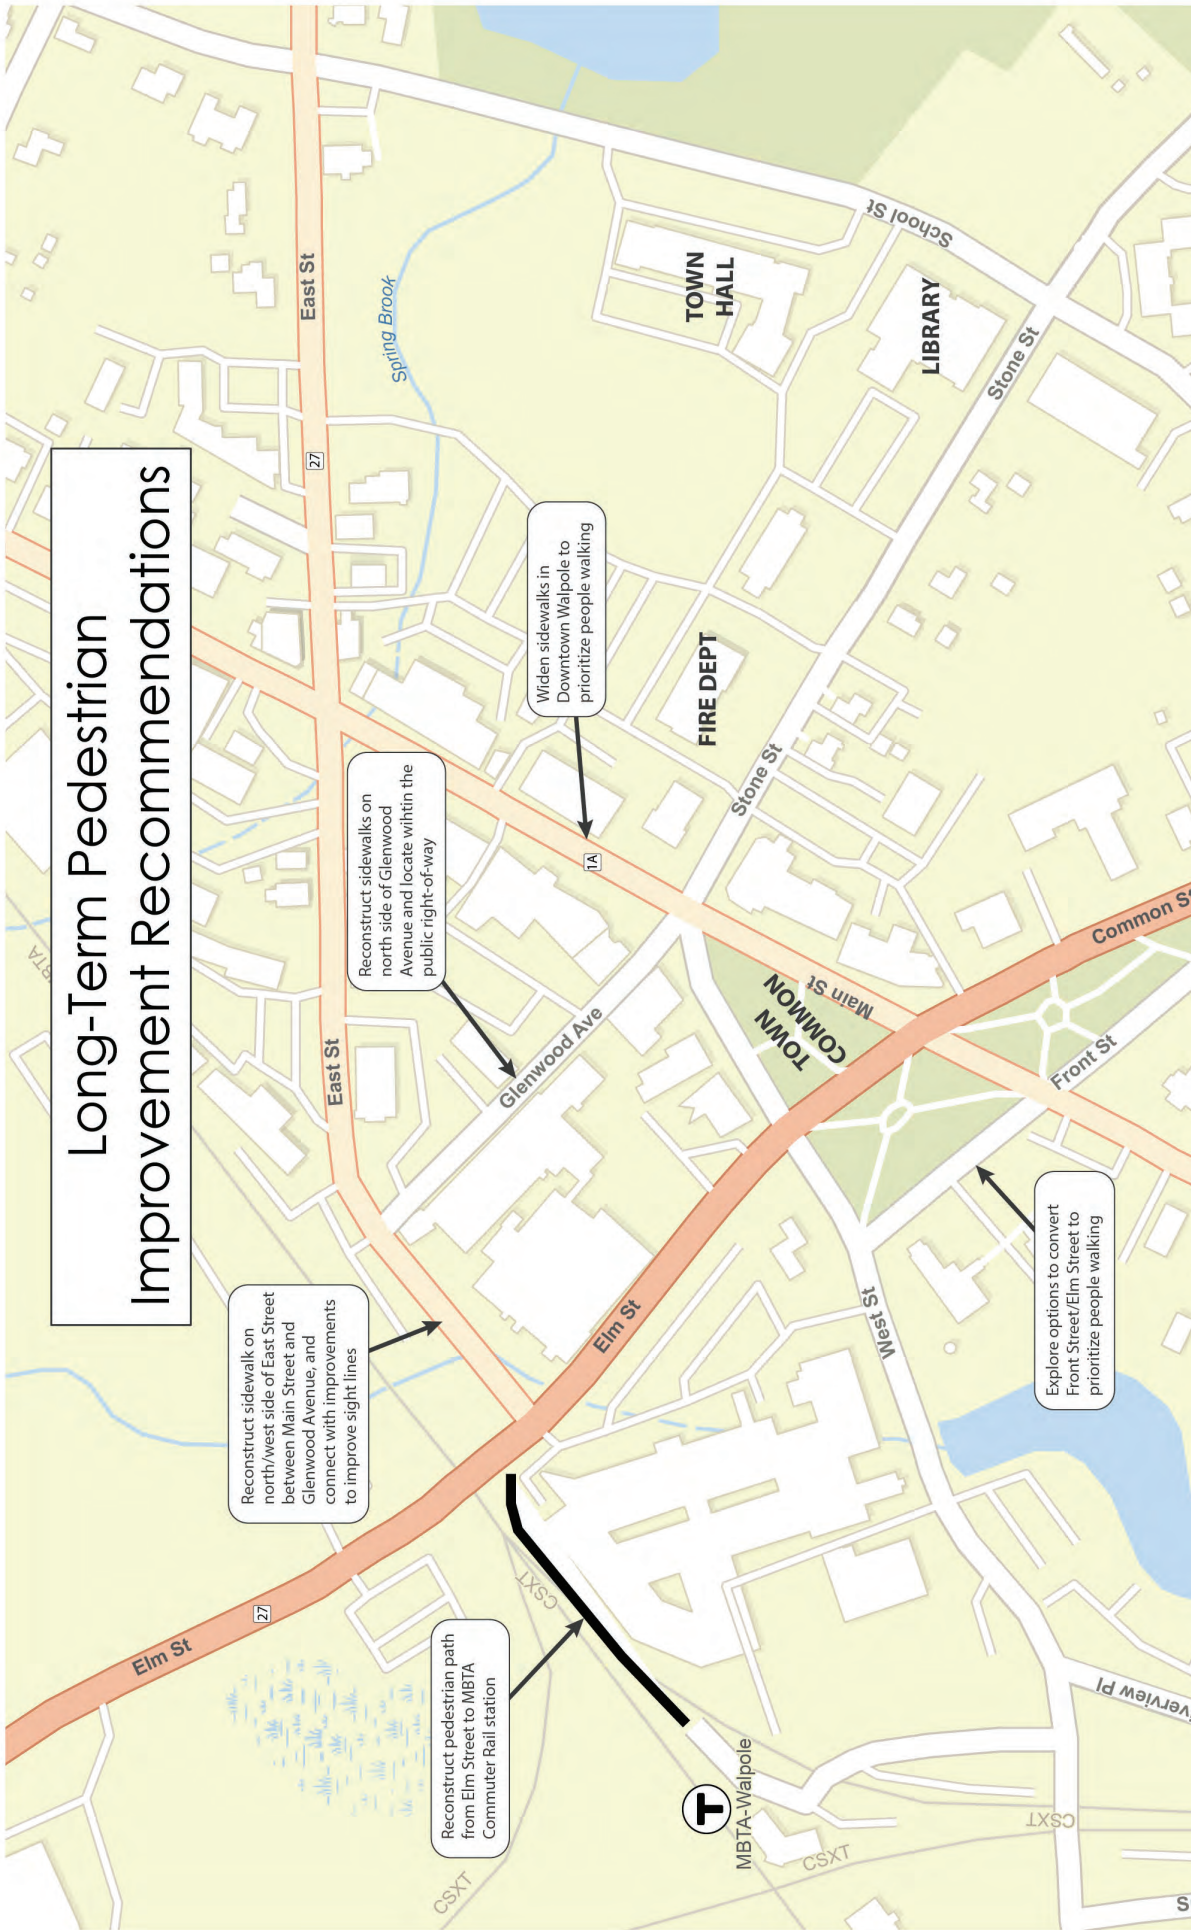 Long-Term Pedestrian
Improvement Recommendations
Reconstruct sidewalk on
north/west side of East Street
between Main Street and
Glenwood Avenue, and
connect with improvements
to improve sight lines
Reconstruct sidewalks on
north side of Glenwood
Avenue and locate wihtin the
public right-of-way
Widen sidewalks in
Downtown Walpole to
prioritize people walking
Reconstruct pedestrian path
from Elm Street to MBTA
Commuter Rail station
Explore options to convert
Front Street/Elm Street to
prioritize people walking
Elm St
27
East St
27
East St
Spring Brook
Glenwood Ave
1A
Elm St
CSXT
CSXT
MBTA-Walpole
T
CSXT
CSXT
West St
TOWN
COMMON
Main St
Front St
Common St
Stone St
FIRE DEPT
TOWN
HALL
LIBRARY
School St
Stone St
erverview Pl